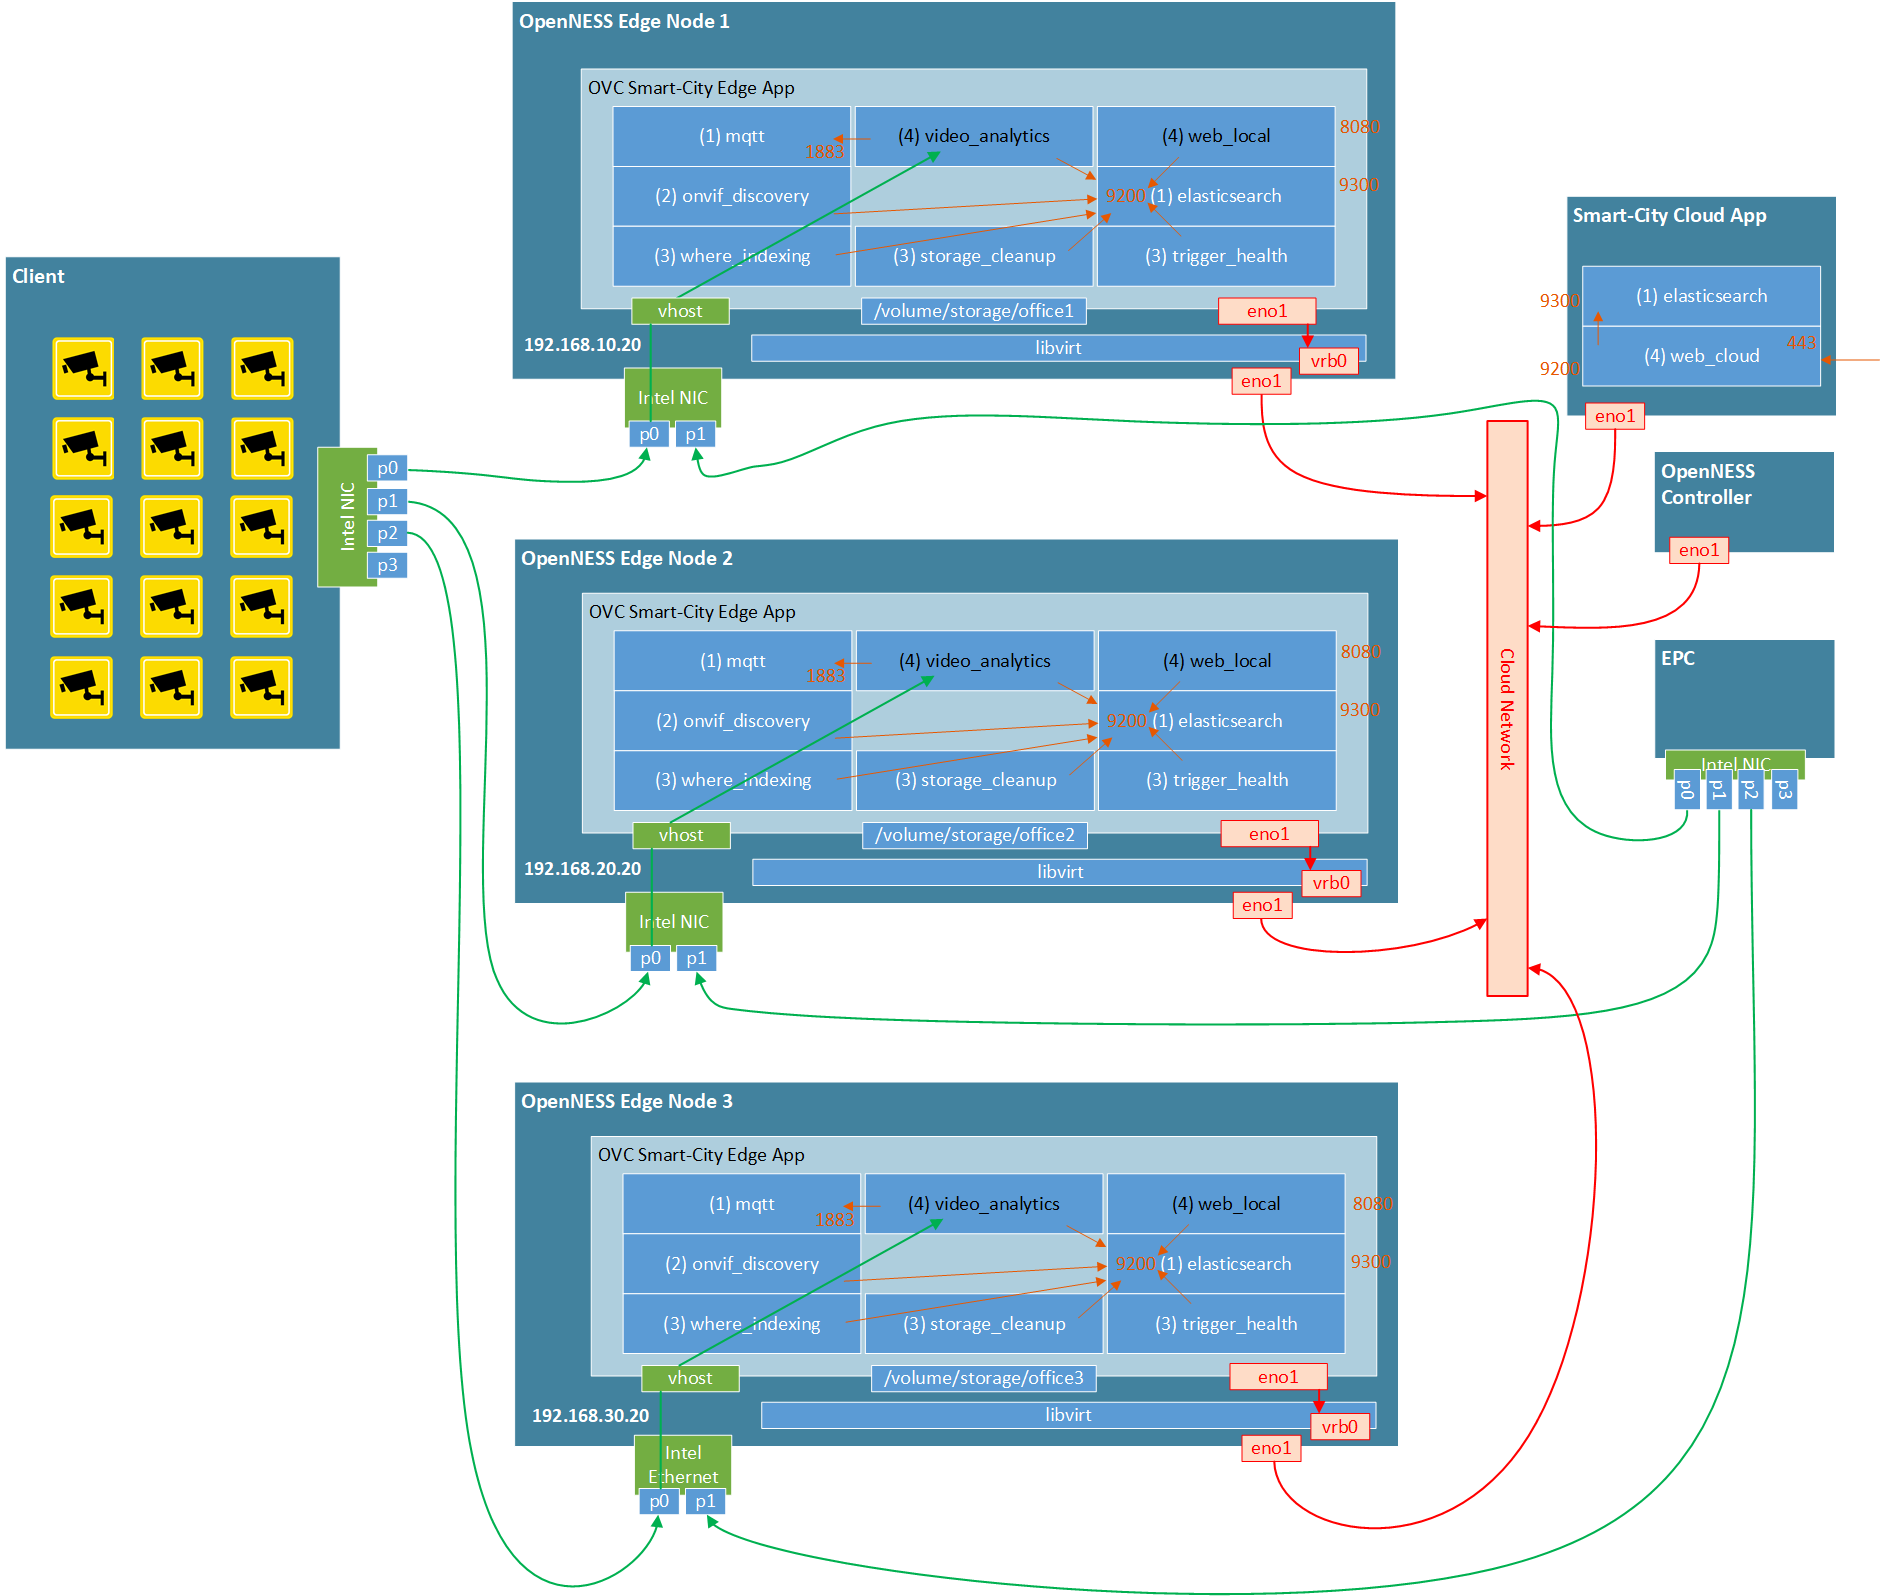 OpenNESS Edge Node 1
OVC Smart-City Edge App
(1) mqtt
1883
(4) video_analytics
(4) web_local
8080
(2) onvif_discovery
9200
(1) elasticsearch
9300
(3) where_indexing
(3) storage_cleanup
(3) trigger_health
vhost
/volume/storage/office1
eno1
192.168.10.20
libvirt
vrb0
eno1
Intel NIC
p0
p1
Client
Intel NIC
p0
p1
p2
p3
Smart-City Cloud App
9300
(1) elasticsearch
9200
(4) web_cloud
443
eno1
OpenNESS
Controller
eno1
Cloud Network
EPC
Intel NIC
p0
p1
p2
p3
OpenNESS Edge Node 2
OVC Smart-City Edge App
(1) mqtt
1883
(4) video_analytics
(4) web_local
8080
(2) onvif_discovery
9200
(1) elasticsearch
9300
(3) where_indexing
(3) storage_cleanup
(3) trigger_health
vhost
/volume/storage/office2
eno1
192.168.20.20
libvirt
vrb0
eno1
Intel NIC
p0
p1
OpenNESS Edge Node 3
OVC Smart-City Edge App
(1) mqtt
1883
(4) video_analytics
(4) web_local
8080
(2) onvif_discovery
9200
(1) elasticsearch
9300
(3) where_indexing
(3) storage_cleanup
(3) trigger_health
vhost
/volume/storage/office3
eno1
192.168.30.20
libvirt
vrb0
eno1
Intel
Ethernet
p0
p1